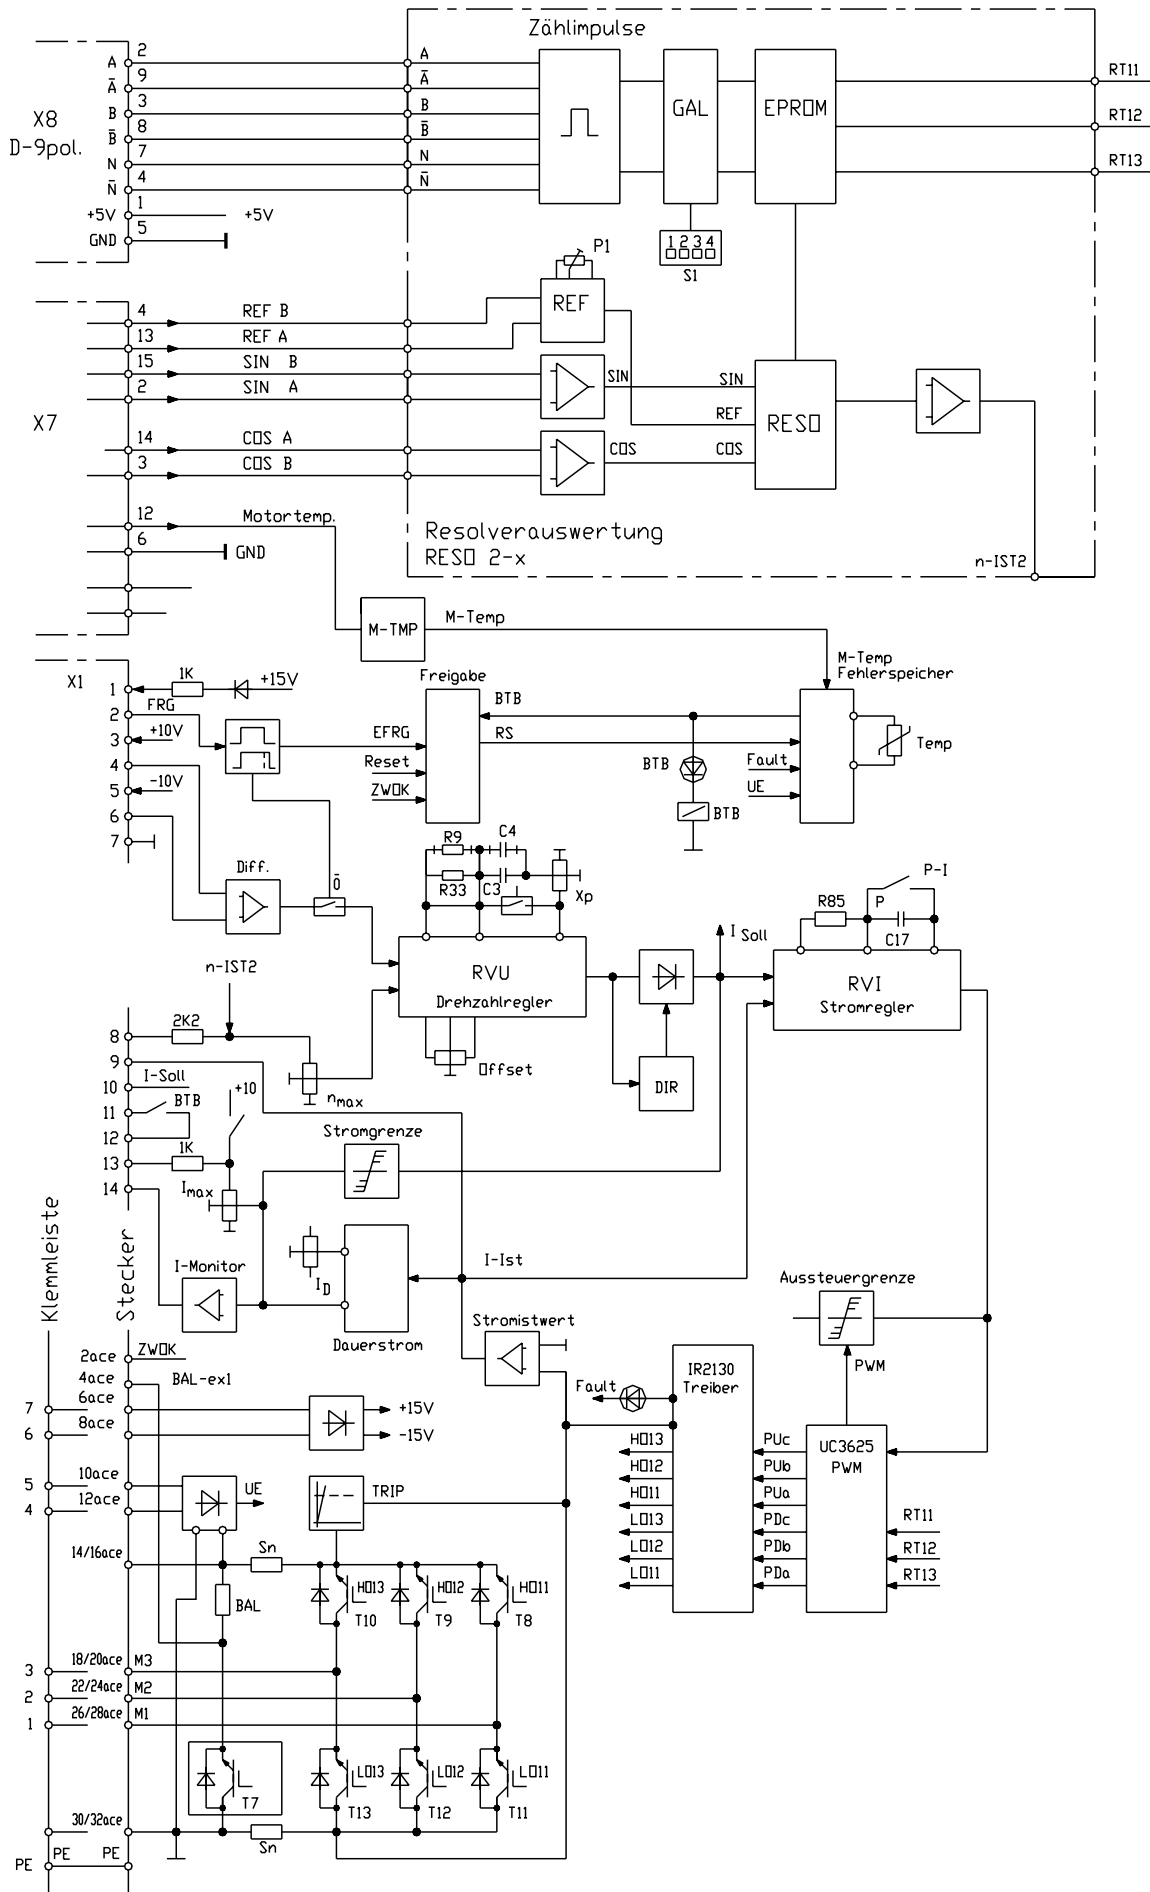 Zählimpulse
X8
D-9pol.
A 2 A
A̅ 9 A̅
B 3 B
B̅ 8 B̅
N 7 N
N̅ 4 N̅
+5V 1 +5V
GND 5
GAL
EPROM
RT11
RT12
RT13
1 2 3 4
S1
P1
REF
X7
4 REF B
13 REF A
15 SIN B
2 SIN A
14 COS A
3 COS B
12 Motortemp.
6 GND
SIN SIN
REF
COS COS
RESO
Resolverauswertung
RESO 2-x
n-IST2
M-TMP
M-Temp
M-Temp
Fehlerspeicher
X1
1 1K +15V
2 FRG
3 +10V
4
5 -10V
6
7
Freigabe
EFRG
Reset
ZWOK
BTB
RS
BTB
BTB
Fault
UE
Temp
Diff.
O̅
R9 C4
R33 C3
Xp
RVU
Drehzahlregler
Offset
I Soll
DIR
R85
P
P-I
C17
RVI
Stromregler
n-IST2
8 2K2
9
10 I-Soll
11 BTB
12
13 1K
14
+10
nmax
Imax
Stromgrenze
Klemmleiste
Stecker
I-Monitor
ID
Dauerstrom
I-Ist
Stromistwert
Aussteuergrenze
PWM
2ace ZWOK
4ace BAL-ex1
7 6ace +15V
6 8ace -15V
5 10ace UE
4 12ace
TRIP
Fault
IR2130
Treiber
HO13 PUc
HO12 PUb
HO11 PUa
LO13 PDc
LO12 PDb
LO11 PDa
UC3625
PWM
RT11
RT12
RT13
14/16ace Sn
BAL
HO13 HO12 HO11
T10 T9 T8
3 18/20ace M3
2 22/24ace M2
1 26/28ace M1
LO13 LO12 LO11
T7 T13 T12 T11
30/32ace
Sn
PE PE PE